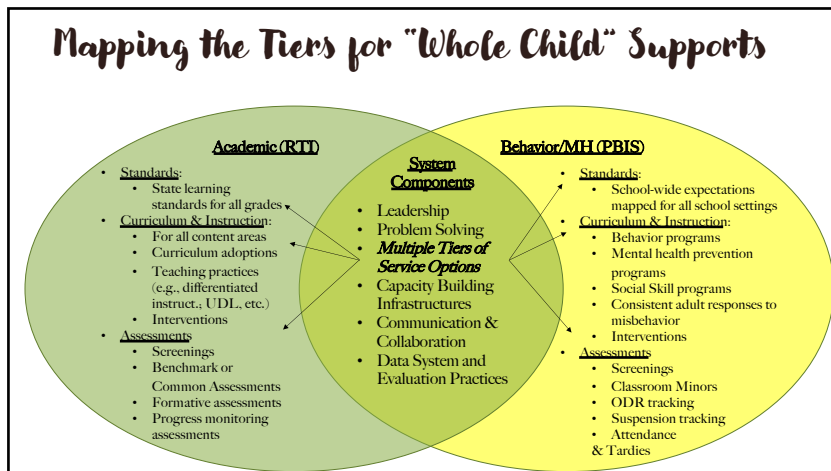 Mapping the Tiers for "Whole Child" Supports
Academic (RTI)
• Standards:
• State learning
standards for all grades
• Curriculum & Instruction:
• For all content areas
• Curriculum adoptions
• Teaching practices
(e.g., differentiated
instruct.; UDL, etc.)
• Interventions
• Assessments
• Screenings
• Benchmark or
Common Assessments
• Formative assessments
• Progress monitoring
assessments
System
Components
• Leadership
• Problem Solving
• Multiple Tiers of
Service Options
• Capacity Building
Infrastructures
• Communication &
Collaboration
• Data System and
Evaluation Practices
Behavior/MH (PBIS)
• Standards:
• School-wide expectations
mapped for all school settings
• Curriculum & Instruction:
• Behavior programs
• Mental health prevention
programs
• Social Skill programs
• Consistent adult responses to
misbehavior
• Interventions
• Assessments
• Screenings
• Classroom Minors
• ODR tracking
• Suspension tracking
• Attendance
& Tardies